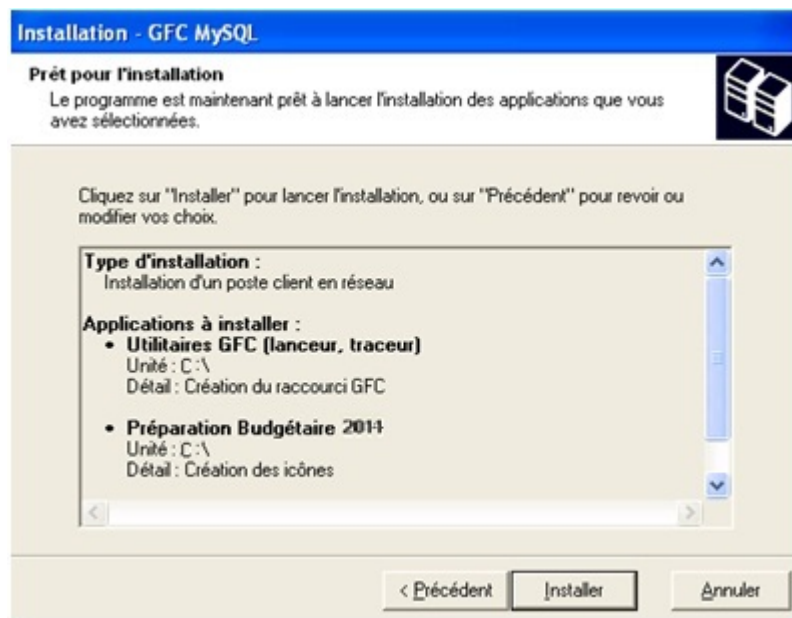 Installation - GFC MySQL
Prêt pour l'installation
Le programme est maintenant prêt à lancer l'installation des applications que vous
avez sélectionnées.
Cliquez sur "Installer" pour lancer l'installation, ou sur "Précédent" pour revoir ou
modifier vos choix.
Type d'installation :
Installation d'un poste client en réseau
Applications à installer :
• Utilitaires GFC (lanceur, traceur)
Unité : C:\
Détail : Création du raccourci GFC
• Préparation Budgétaire 2011
Unité : C:\
Détail : Création des icônes
< Précédent
Installer
Annuler